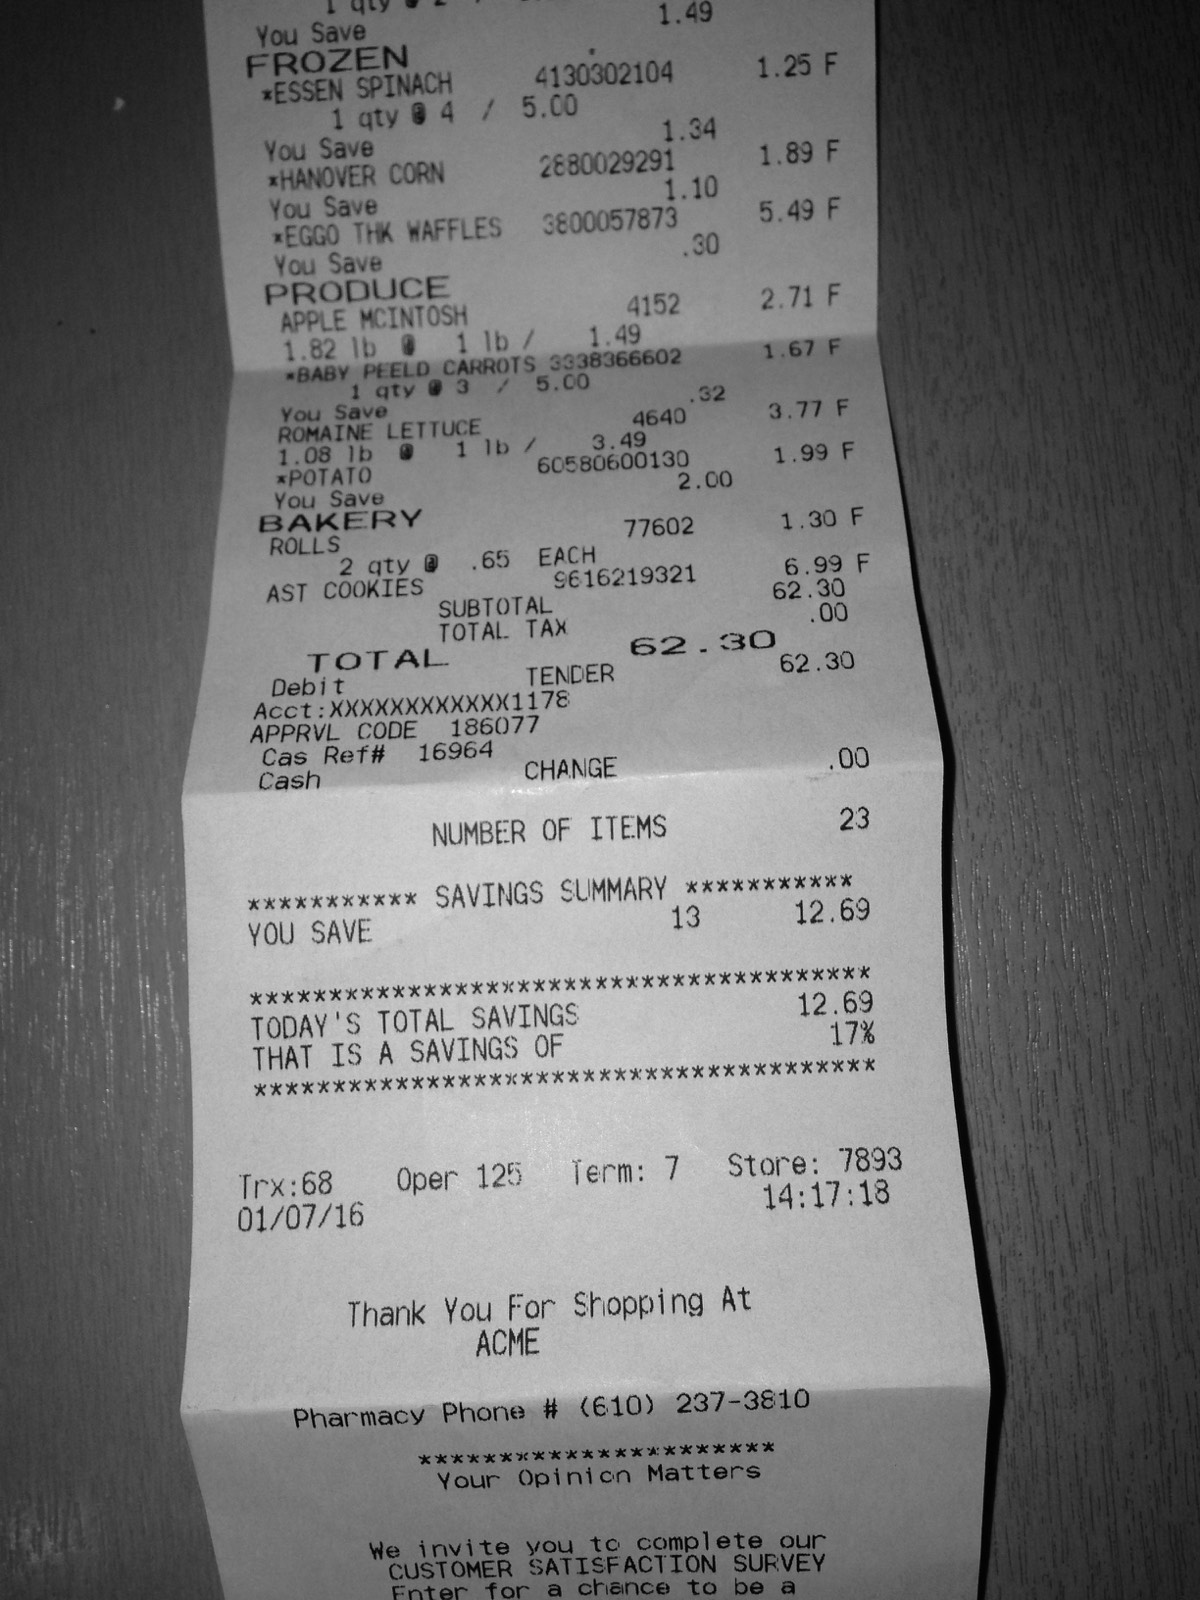 1 qty @ 2 /
You Save 1.49
FROZEN
*ESSEN SPINACH 4130302104 1.25 F
1 qty @ 4 / 5.00
You Save 1.34
*HANOVER CORN 2880029291 1.89 F
You Save 1.10
*EGGO THK WAFFLES 3800057873 5.49 F
You Save .30
PRODUCE
APPLE MCINTOSH 4152 2.71 F
1.82 lb @ 1 lb / 1.49
*BABY PEELD CARROTS 3338366602 1.67 F
1 qty @ 3 / 5.00
You Save .32
ROMAINE LETTUCE 4640 3.77 F
1.08 lb @ 1 lb / 3.49
*POTATO 60580600130 1.99 F
You Save 2.00
BAKERY
ROLLS 77602 1.30 F
2 qty @ .65 EACH
AST COOKIES 9616219321 6.99 F
SUBTOTAL 62.30
TOTAL TAX .00
TOTAL 62.30
Debit TENDER 62.30
Acct:XXXXXXXXXXXX1178
APPRVL CODE 186077
Cas Ref# 16964
Cash CHANGE .00
NUMBER OF ITEMS 23
*********** SAVINGS SUMMARY ***********
YOU SAVE 13 12.69
****************************************
TODAY'S TOTAL SAVINGS 12.69
THAT IS A SAVINGS OF 17%
****************************************
Trx:68 Oper 125 Term: 7 Store: 7893
01/07/16 14:17:18
Thank You For Shopping At
ACME
Pharmacy Phone # (610) 237-3810
**********************
Your Opinion Matters
We invite you to complete our
CUSTOMER SATISFACTION SURVEY
Enter for a chance to be a